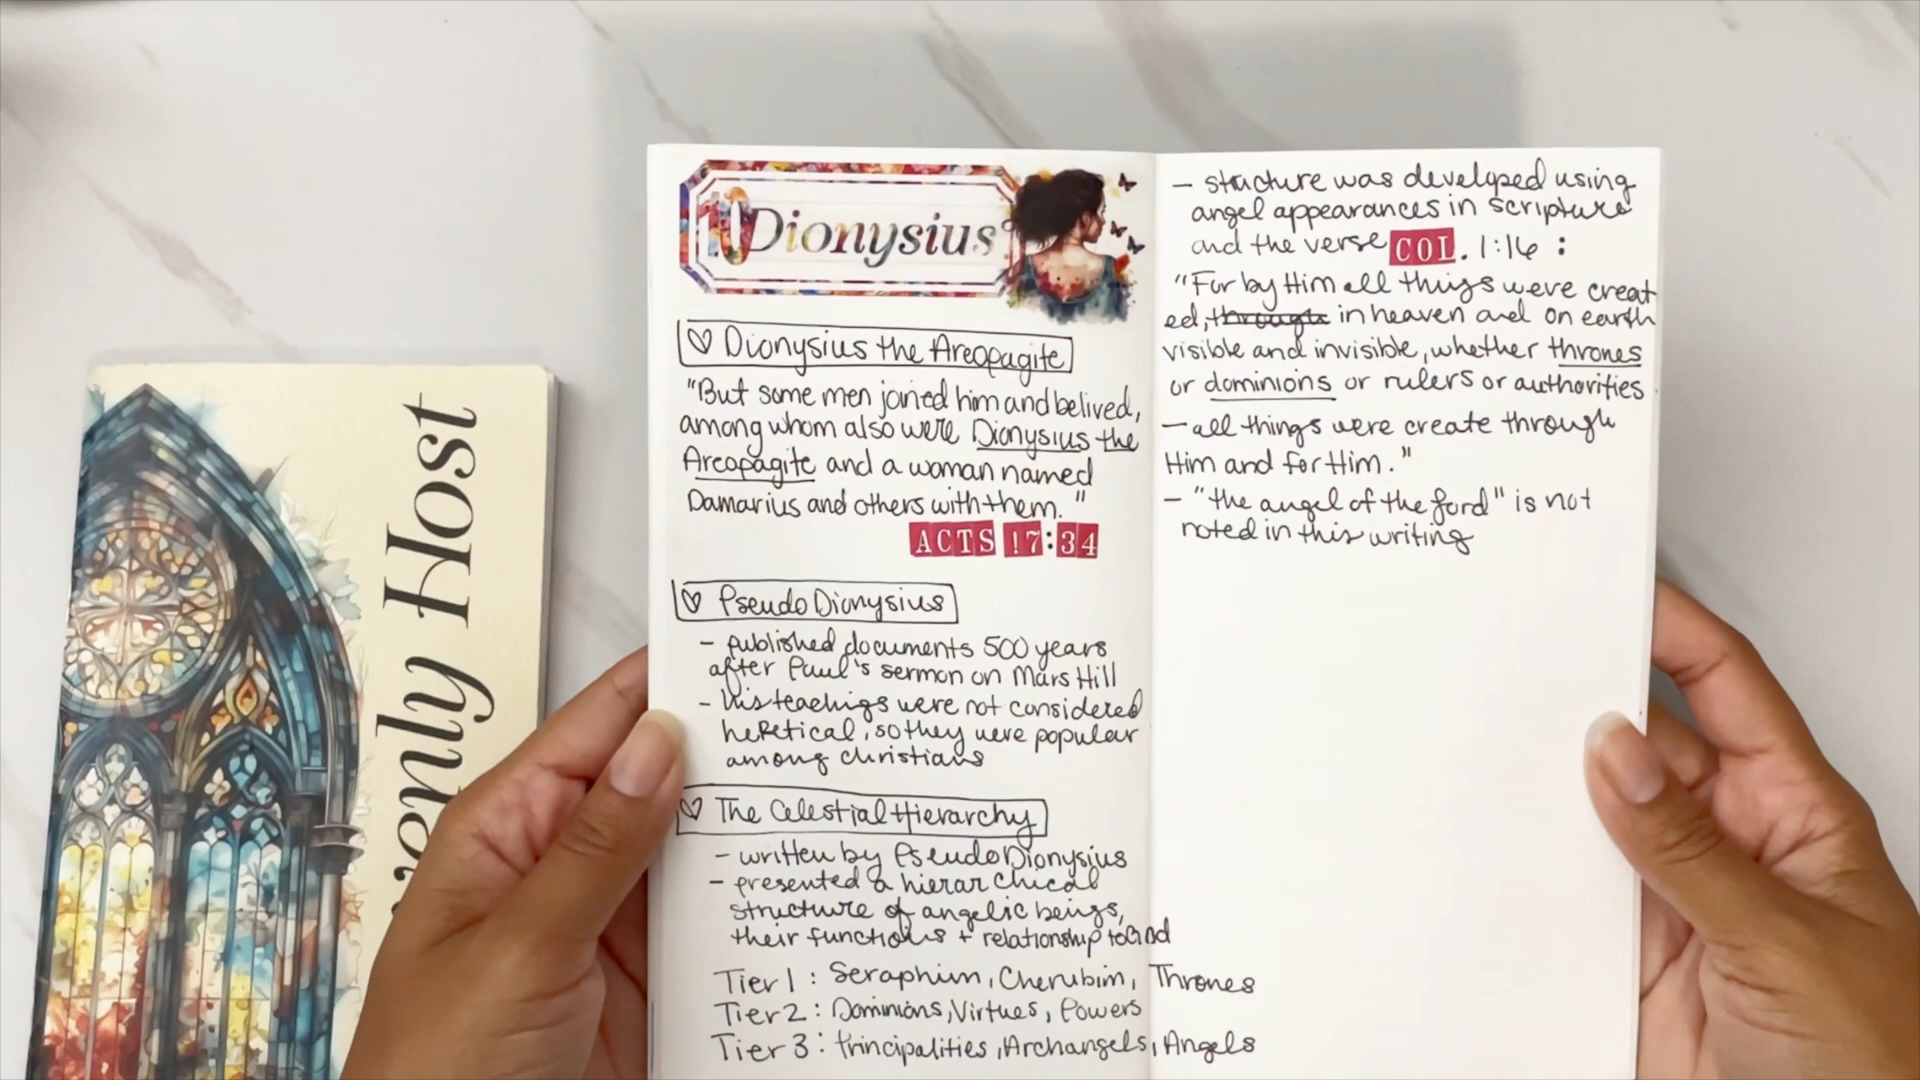 10 Dionysius
♡ Dionysius the Areopagite
"But some men joined him and belived,
among whom also were Dionysius the
Areopagite and a woman named
Damarius and others with them."
ACTS 17:34
♡ Pseudo Dionysius
- published documents 500 years
after Paul's sermon on Mars Hill
- his teachings were not considered
heretical, so they were popular
among christians
♡ The Celestial Hierarchy
- written by Pseudo Dionysius
- presented a hierarchical
structure of angelic beings,
their functions + relationship to God
Tier 1 : Seraphim, Cherubim, Thrones
Tier 2 : Dominions, Virtues, Powers
Tier 3 : Principalities, Archangels, Angels
- structure was developed using
angel appearances in scripture
and the verse COL. 1:16 :
"For by Him all things were creat
ed, through in heaven and on earth
visible and invisible, whether thrones
or dominions or rulers or authorities
- all things were create through
Him and for Him."
- "the angel of the Lord" is not
noted in this writing
enly Host